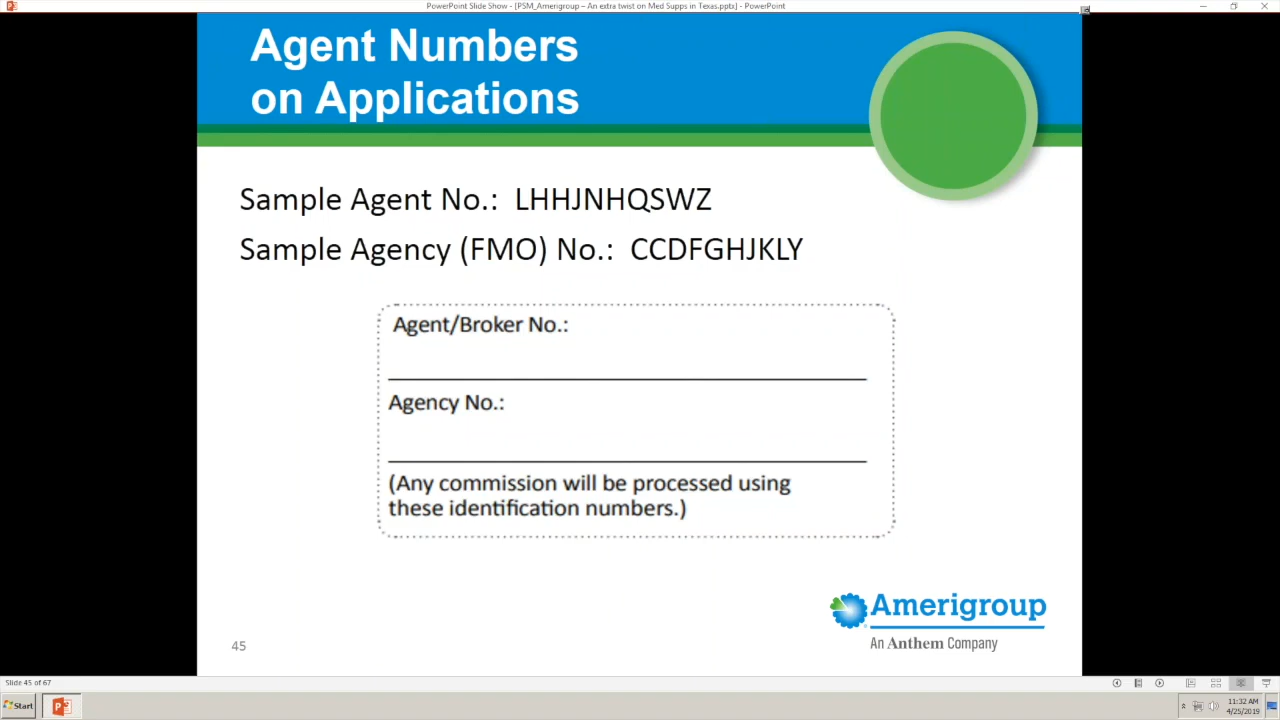 PowerPoint Slide Show - [PSM_Amerigroup – An extra twist on Med Supps in Texas.pptx] - PowerPoint
Agent Numbers
on Applications
Sample Agent No.: LHHJNHQSWZ
Sample Agency (FMO) No.: CCDFGHJKLY
Agent/Broker No.:
Agency No.:
(Any commission will be processed using
these identification numbers.)
Amerigroup
An Anthem Company
45
Slide 45 of 67
Start
11:32 AM
4/25/2019